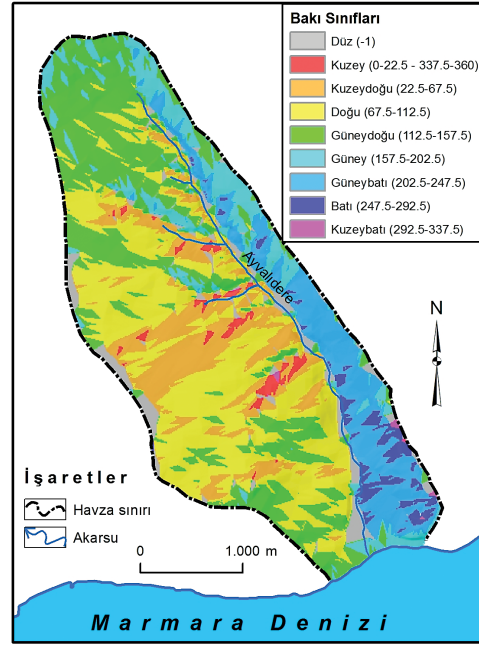 Bakı Sınıfları
Düz (-1)
Kuzey (0-22.5 - 337.5-360)
Kuzeydoğu (22.5-67.5)
Doğu (67.5-112.5)
Güneydoğu (112.5-157.5)
Güney (157.5-202.5)
Güneybatı (202.5-247.5)
Batı (247.5-292.5)
Kuzeybatı (292.5-337.5)
Ayvalıdere
N
İşaretler
Havza sınırı
Akarsu
0 1.000 m
Marmara Denizi